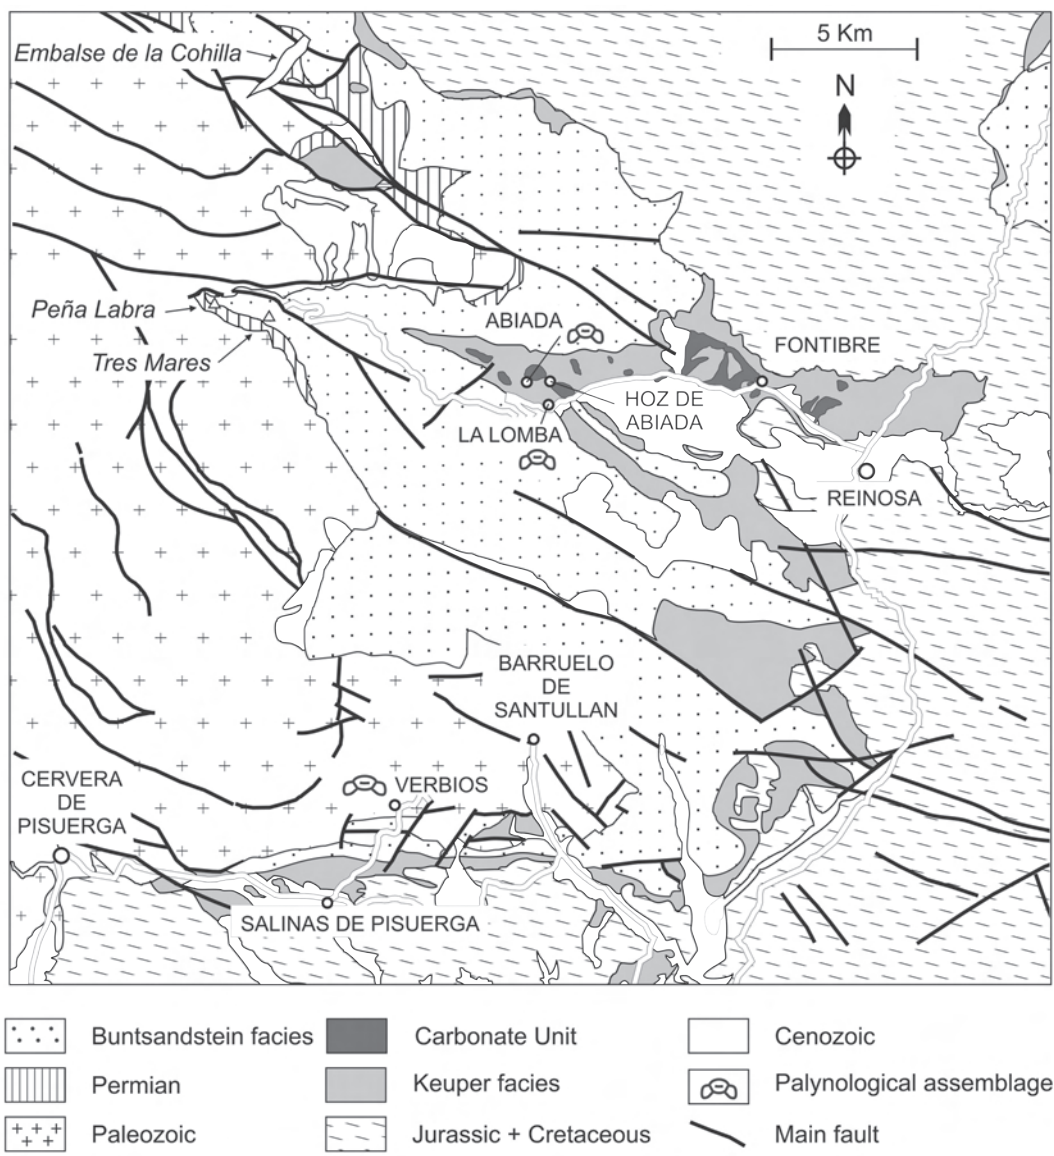 Embalse de la Cohilla
5 Km
N
Peña Labra
Tres Mares
ABIADA
FONTIBRE
HOZ DE
ABIADA
LA LOMBA
REINOSA
BARRUELO
DE
SANTULLAN
CERVERA
DE
PISUERGA
VERBIOS
SALINAS DE PISUERGA
Buntsandstein facies
Carbonate Unit
Cenozoic
Permian
Keuper facies
Palynological assemblage
Paleozoic
Jurassic + Cretaceous
Main fault